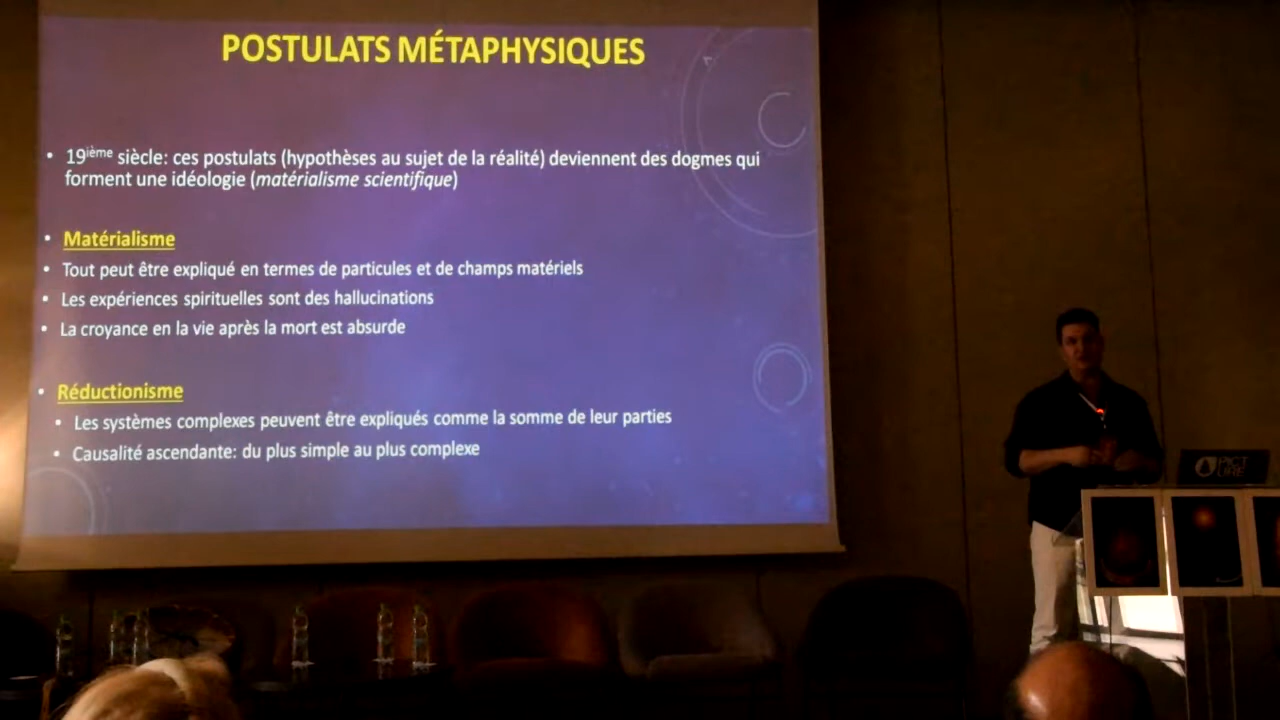 POSTULATS MÉTAPHYSIQUES
• 19ième siècle: ces postulats (hypothèses au sujet de la réalité) deviennent des dogmes qui
forment une idéologie (matérialisme scientifique)
• Matérialisme
• Tout peut être expliqué en termes de particules et de champs matériels
• Les expériences spirituelles sont des hallucinations
• La croyance en la vie après la mort est absurde
• Réductionisme
• Les systèmes complexes peuvent être expliqués comme la somme de leur parties
• Causalité ascendante: du plus simple au plus complexe
PICT
URE